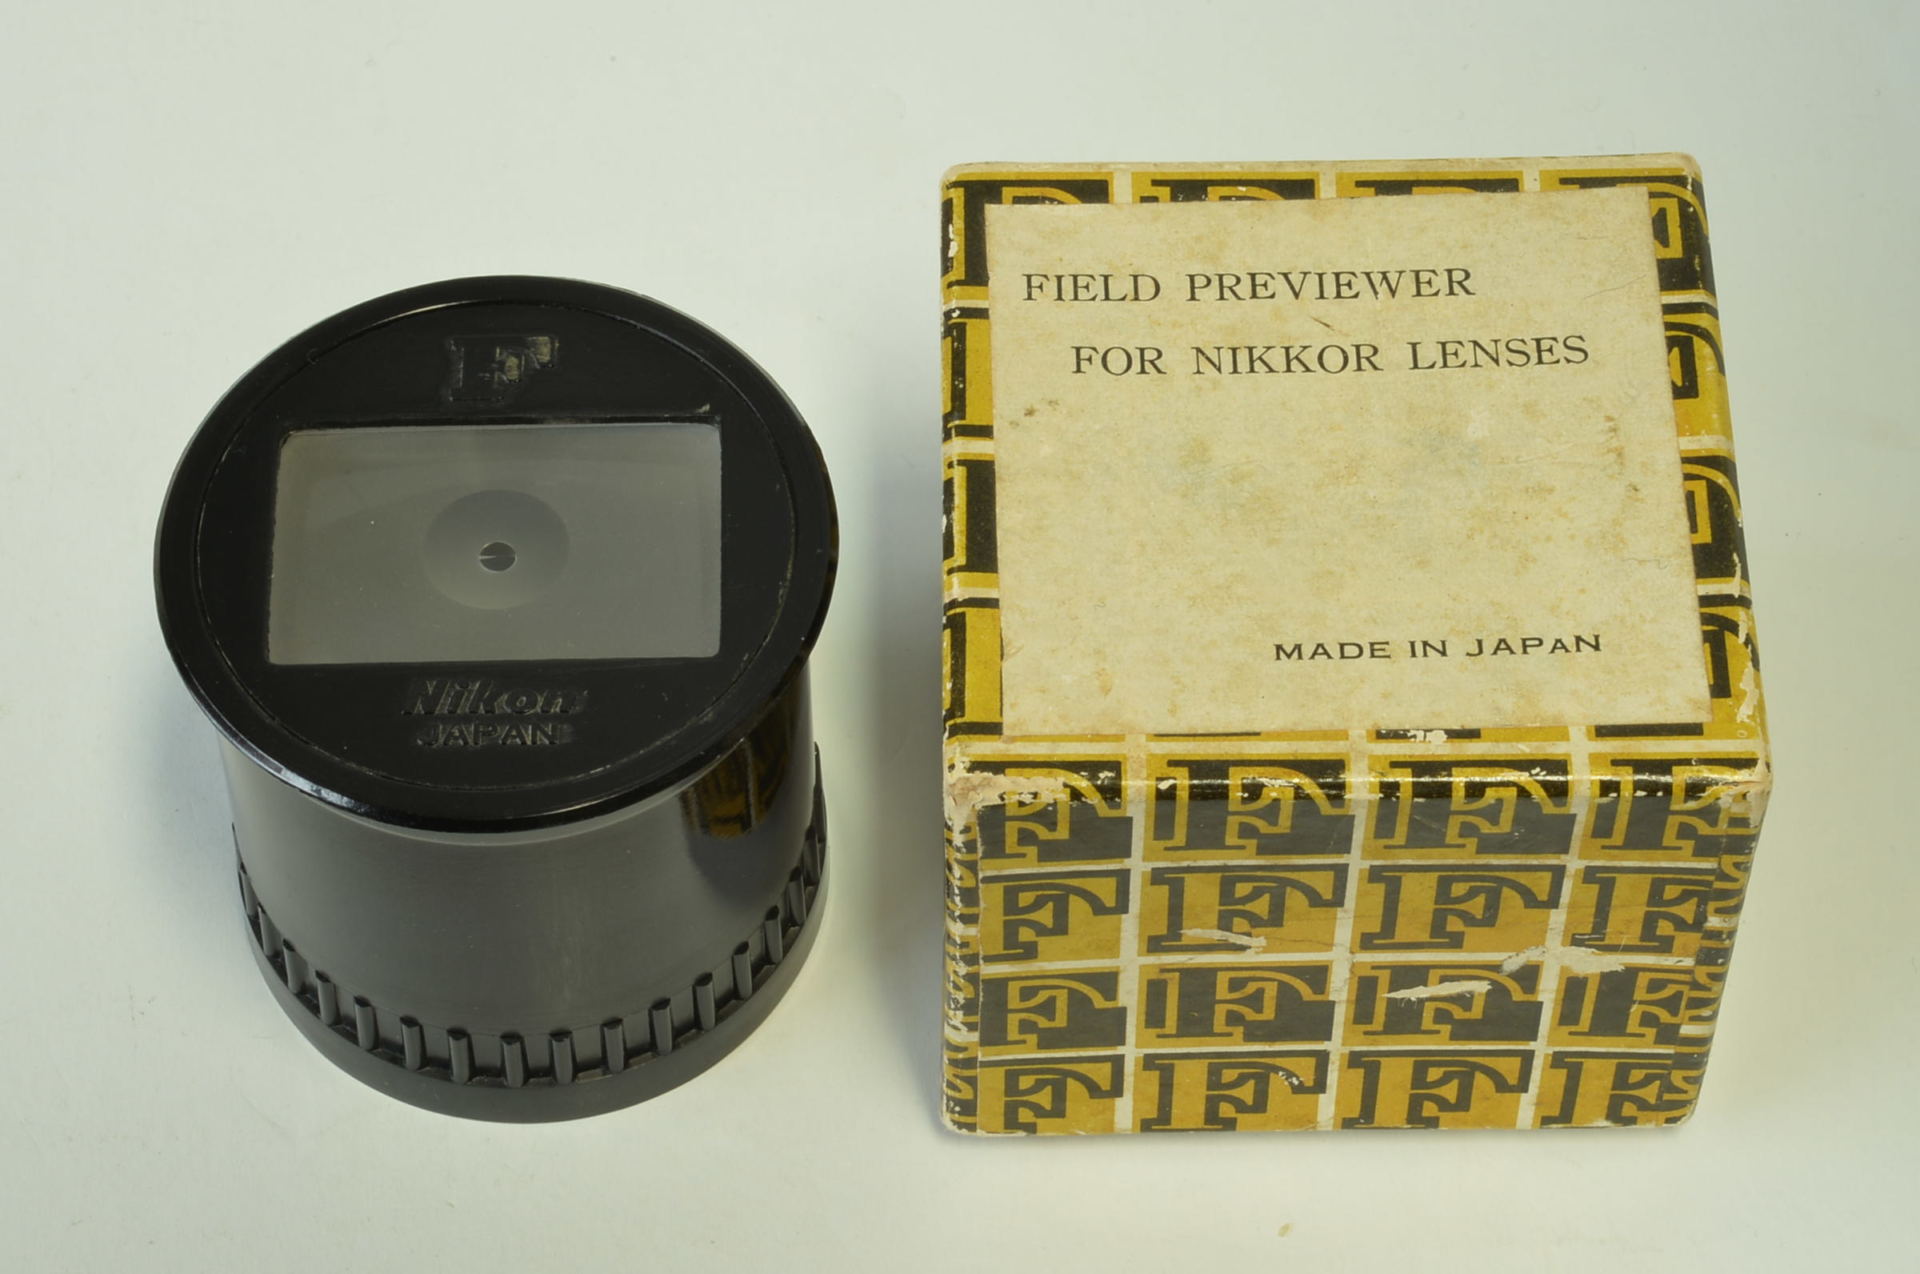 F
Nikon
JAPAN
FIELD PREVIEWER
FOR NIKKOR LENSES
MADE IN JAPAN
F F F F
F F F F
F F F F
F F F F